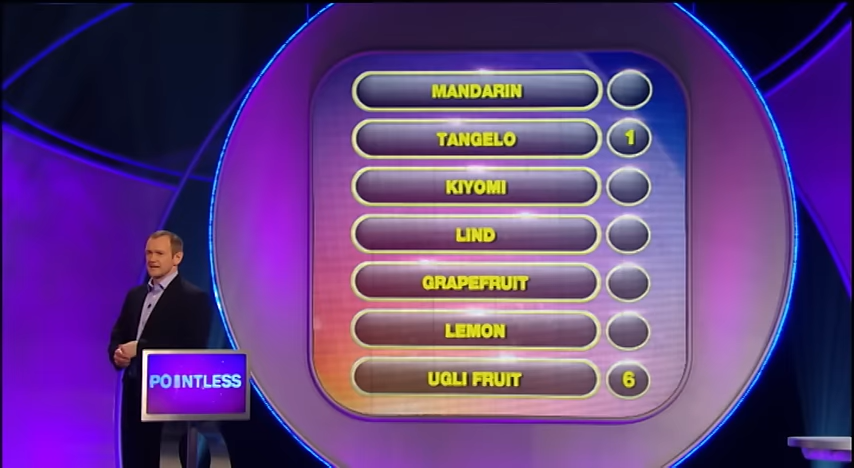 MANDARIN
TANGELO 1
KIYOMI
LIND
GRAPEFRUIT
LEMON
UGLI FRUIT 6
POINTLESS